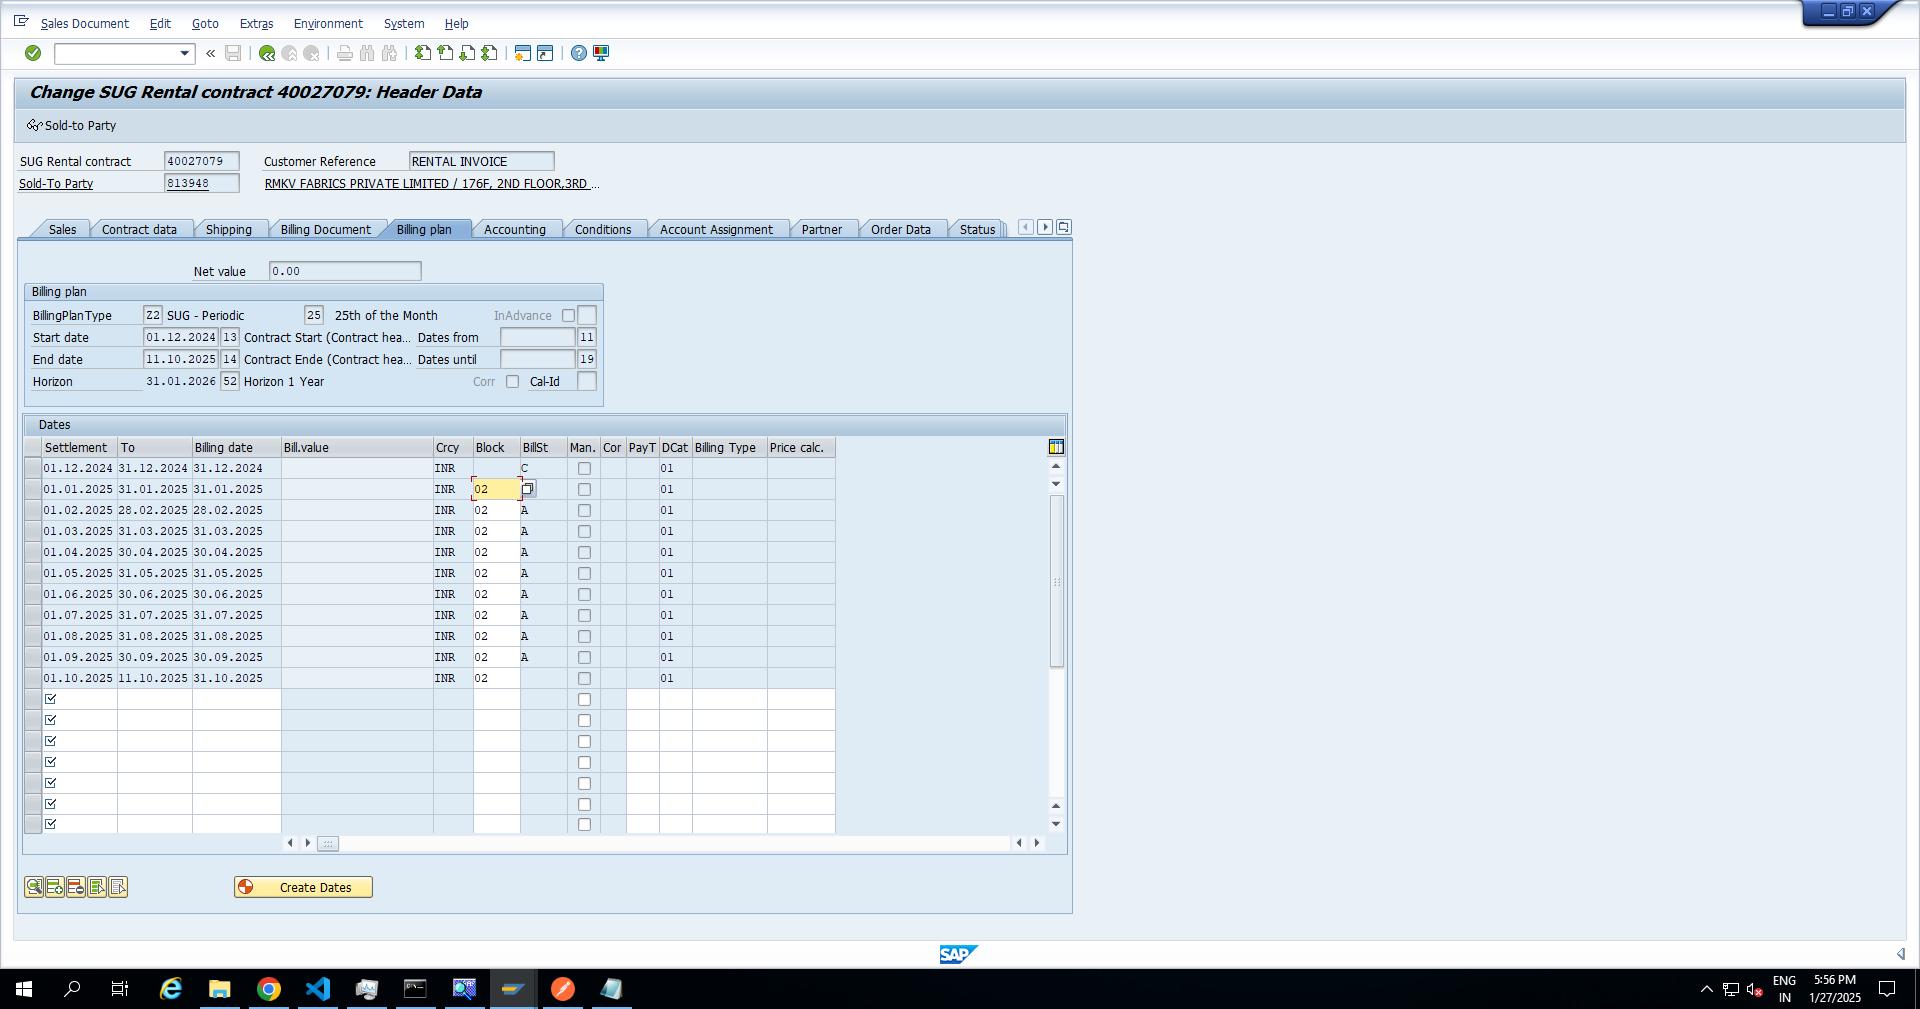 Sales Document Edit Goto Extras Environment System Help
Change SUG Rental contract 40027079: Header Data
Sold-to Party
SUG Rental contract 40027079 Customer Reference RENTAL INVOICE
Sold-To Party 813948 RMKV FABRICS PRIVATE LIMITED / 176F, 2ND FLOOR,3RD ...
Sales Contract data Shipping Billing Document Billing plan Accounting Conditions Account Assignment Partner Order Data Status
Net value 0.00
Billing plan
BillingPlanType Z2 SUG - Periodic 25 25th of the Month InAdvance
Start date 01.12.2024 13 Contract Start (Contract hea... Dates from 11
End date 11.10.2025 14 Contract Ende (Contract hea... Dates until 19
Horizon 31.01.2026 52 Horizon 1 Year Corr Cal-Id
Dates
Settlement To Billing date Bill.value Crcy Block BillSt Man. Cor PayT DCat Billing Type Price calc.
01.12.2024 31.12.2024 31.12.2024 INR C 01
01.01.2025 31.01.2025 31.01.2025 INR 02 01
01.02.2025 28.02.2025 28.02.2025 INR 02 A 01
01.03.2025 31.03.2025 31.03.2025 INR 02 A 01
01.04.2025 30.04.2025 30.04.2025 INR 02 A 01
01.05.2025 31.05.2025 31.05.2025 INR 02 A 01
01.06.2025 30.06.2025 30.06.2025 INR 02 A 01
01.07.2025 31.07.2025 31.07.2025 INR 02 A 01
01.08.2025 31.08.2025 31.08.2025 INR 02 A 01
01.09.2025 30.09.2025 30.09.2025 INR 02 A 01
01.10.2025 11.10.2025 31.10.2025 INR 02 01
Create Dates
SAP
ENG
IN
5:56 PM
1/27/2025